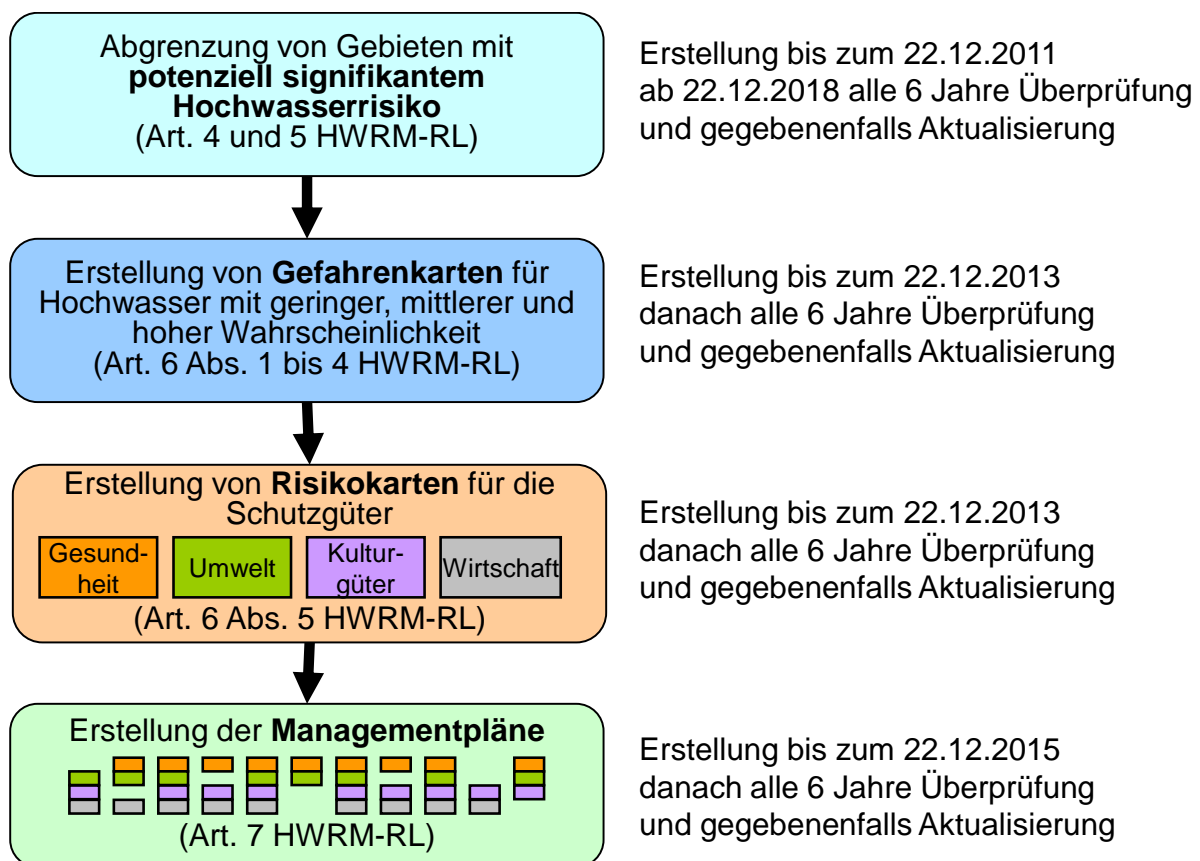 Abgrenzung von Gebieten mit
potenziell signifikantem
Hochwasserrisiko
(Art. 4 und 5 HWRM-RL)
Erstellung bis zum 22.12.2011
ab 22.12.2018 alle 6 Jahre Überprüfung
und gegebenenfalls Aktualisierung
Erstellung von Gefahrenkarten für
Hochwasser mit geringer, mittlerer und
hoher Wahrscheinlichkeit
(Art. 6 Abs. 1 bis 4 HWRM-RL)
Erstellung bis zum 22.12.2013
danach alle 6 Jahre Überprüfung
und gegebenenfalls Aktualisierung
Erstellung von Risikokarten für die
Schutzgüter
Gesund-
heit
Umwelt
Kultur-
güter
Wirtschaft
(Art. 6 Abs. 5 HWRM-RL)
Erstellung bis zum 22.12.2013
danach alle 6 Jahre Überprüfung
und gegebenenfalls Aktualisierung
Erstellung der Managementpläne
(Art. 7 HWRM-RL)
Erstellung bis zum 22.12.2015
danach alle 6 Jahre Überprüfung
und gegebenenfalls Aktualisierung